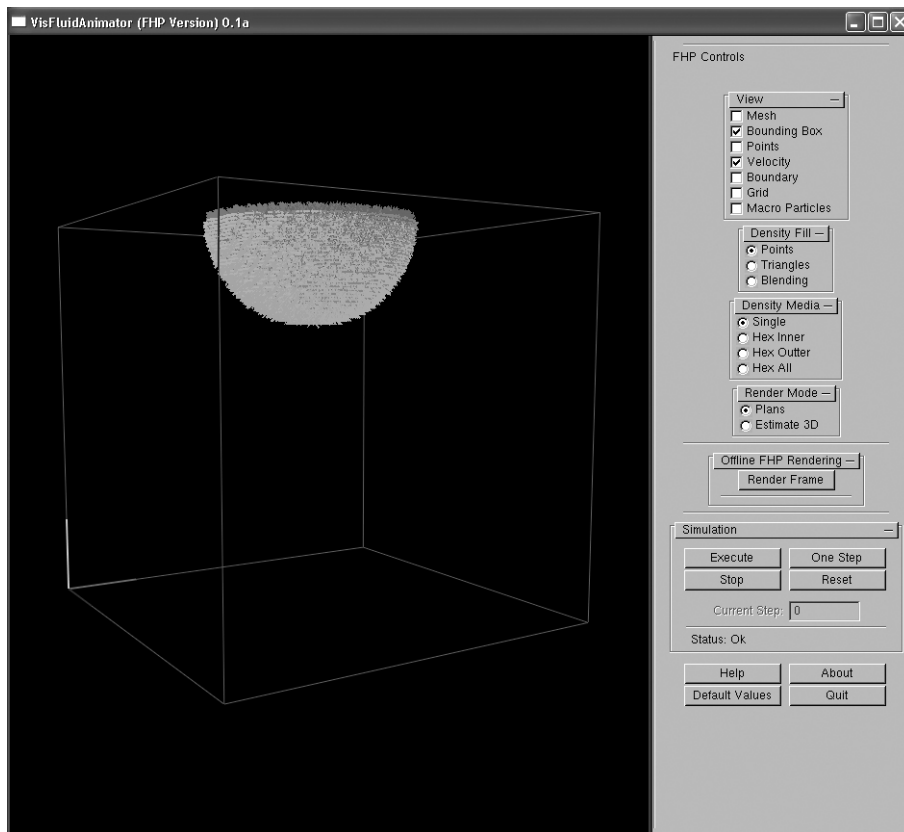 VisFluidAnimator (FHP Version) 0.1a
FHP Controls
View
Mesh
Bounding Box
Points
Velocity
Boundary
Grid
Macro Particles
Density Fill
Points
Triangles
Blending
Density Media
Single
Hex Inner
Hex Outter
Hex All
Render Mode
Plans
Estimate 3D
Offline FHP Rendering
Render Frame
Simulation
Execute One Step
Stop Reset
Current Step: 0
Status: Ok
Help About
Default Values Quit